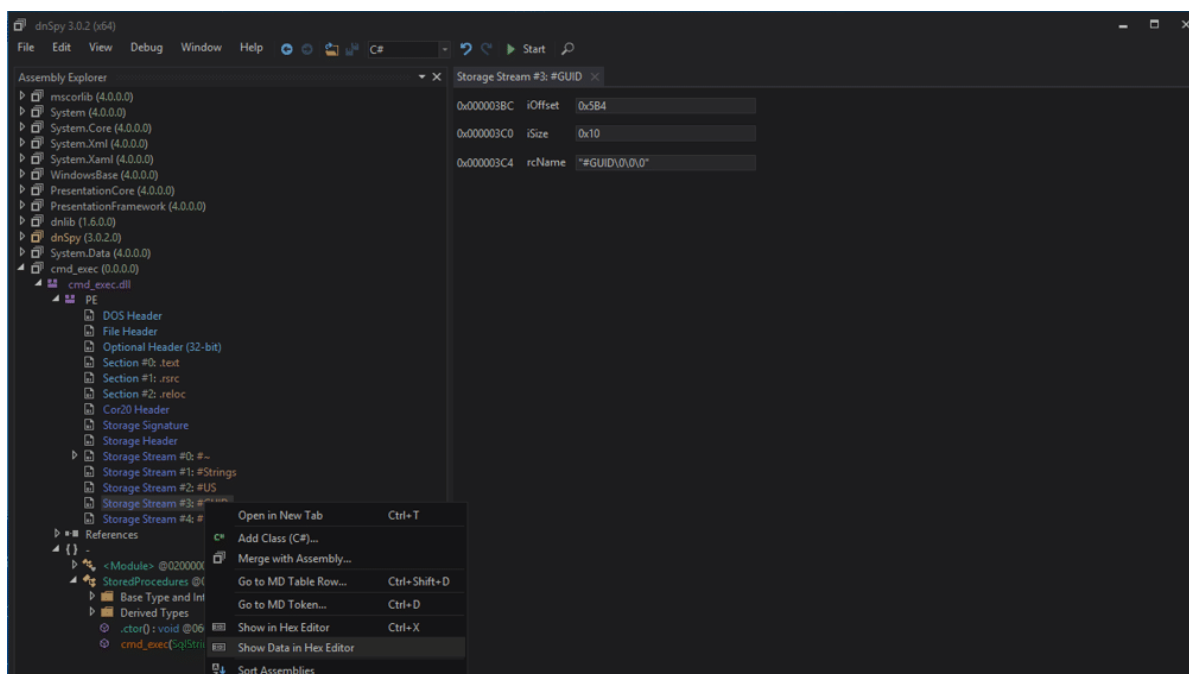 dnSpy 3.0.2 (x64)
File Edit View Debug Window Help C# Start
Assembly Explorer
Storage Stream #3: #GUID
mscorlib (4.0.0.0)
System (4.0.0.0)
System.Core (4.0.0.0)
System.Xml (4.0.0.0)
System.Xaml (4.0.0.0)
WindowsBase (4.0.0.0)
PresentationCore (4.0.0.0)
PresentationFramework (4.0.0.0)
dnlib (1.6.0.0)
dnSpy (3.0.2.0)
System.Data (4.0.0.0)
cmd_exec (0.0.0.0)
cmd_exec.dll
PE
DOS Header
File Header
Optional Header (32-bit)
Section #0: .text
Section #1: .rsrc
Section #2: .reloc
Cor20 Header
Storage Signature
Storage Header
Storage Stream #0: #~
Storage Stream #1: #Strings
Storage Stream #2: #US
Storage Stream #3: #GUID
Storage Stream #4: #
References
{ } -
<Module> @0200000
StoredProcedures @0
Base Type and Int
Derived Types
.ctor() : void @06
cmd_exec(SqlStri
0x000003BC iOffset 0x5B4
0x000003C0 iSize 0x10
0x000003C4 rcName "#GUID\0\0\0"
Open in New Tab Ctrl+T
C# Add Class (C#)...
Merge with Assembly...
Go to MD Table Row... Ctrl+Shift+D
Go to MD Token... Ctrl+D
Show in Hex Editor Ctrl+X
Show Data in Hex Editor
Sort Assemblies